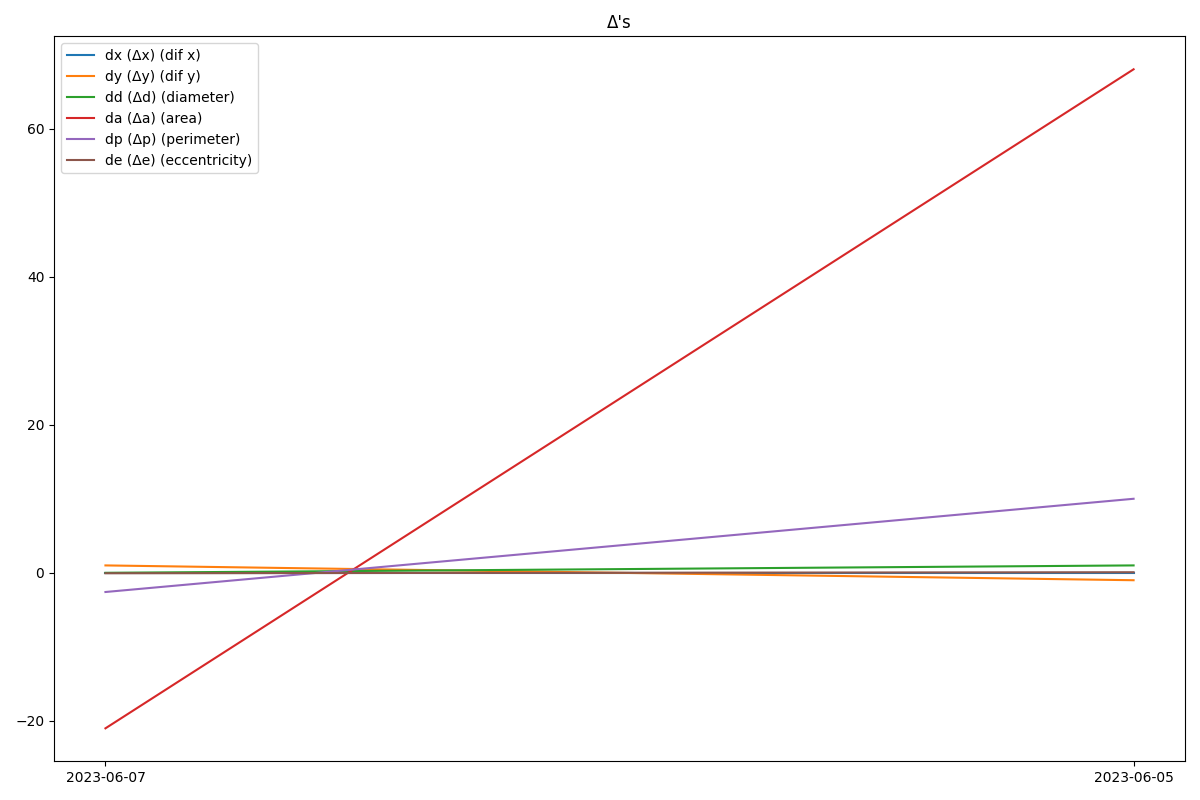 Δ's
dx (Δx) (dif x)
dy (Δy) (dif y)
dd (Δd) (diameter)
da (Δa) (area)
dp (Δp) (perimeter)
de (Δe) (eccentricity)
60
40
20
0
−20
2023-06-07
2023-06-05